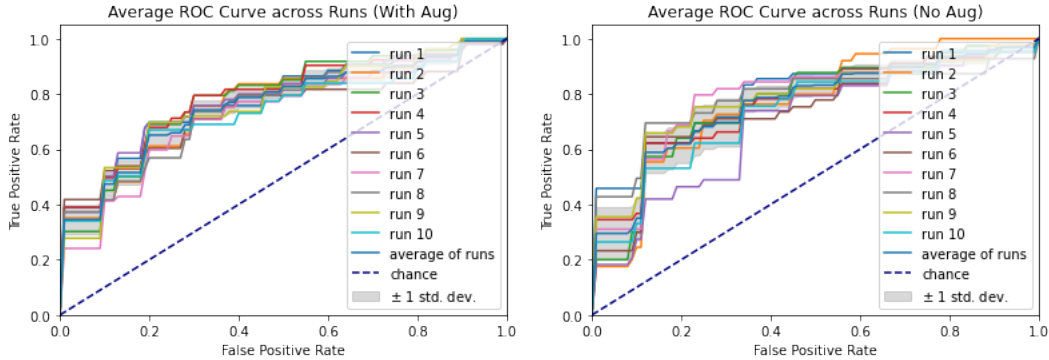 Average ROC Curve across Runs (With Aug)
True Positive Rate
1.0
0.8
0.6
0.4
0.2
0.0
run 1
run 2
run 3
run 4
run 5
run 6
run 7
run 8
run 9
run 10
average of runs
chance
± 1 std. dev.
0.0 0.2 0.4 0.6 0.8 1.0
False Positive Rate
Average ROC Curve across Runs (No Aug)
True Positive Rate
1.0
0.8
0.6
0.4
0.2
0.0
run 1
run 2
run 3
run 4
run 5
run 6
run 7
run 8
run 9
run 10
average of runs
chance
± 1 std. dev.
0.0 0.2 0.4 0.6 0.8 1.0
False Positive Rate